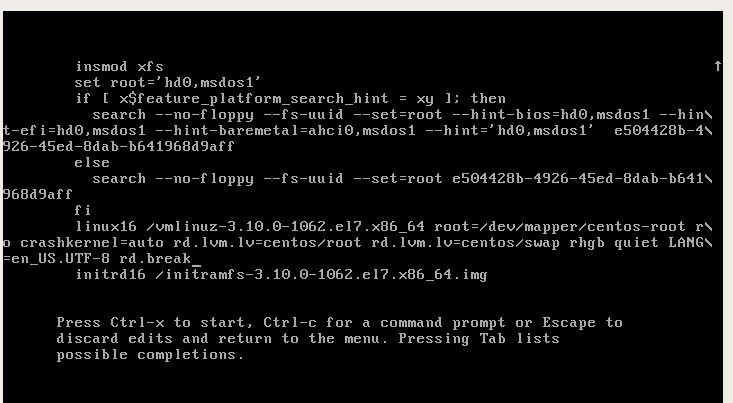 insmod xfs ↑
set root='hd0,msdos1'
if [ x$feature_platform_search_hint = xy ]; then
search --no-floppy --fs-uuid --set=root --hint-bios=hd0,msdos1 --hin\
t-efi=hd0,msdos1 --hint-baremetal=ahci0,msdos1 --hint='hd0,msdos1'  e504428b-4\
926-45ed-8dab-b641968d9aff
else
search --no-floppy --fs-uuid --set=root e504428b-4926-45ed-8dab-b641\
968d9aff
fi
linux16 /vmlinuz-3.10.0-1062.el7.x86_64 root=/dev/mapper/centos-root r\
o crashkernel=auto rd.lvm.lv=centos/root rd.lvm.lv=centos/swap rhgb quiet LANG\
=en_US.UTF-8 rd.break_
initrd16 /initramfs-3.10.0-1062.el7.x86_64.img
Press Ctrl-x to start, Ctrl-c for a command prompt or Escape to
discard edits and return to the menu. Pressing Tab lists
possible completions.